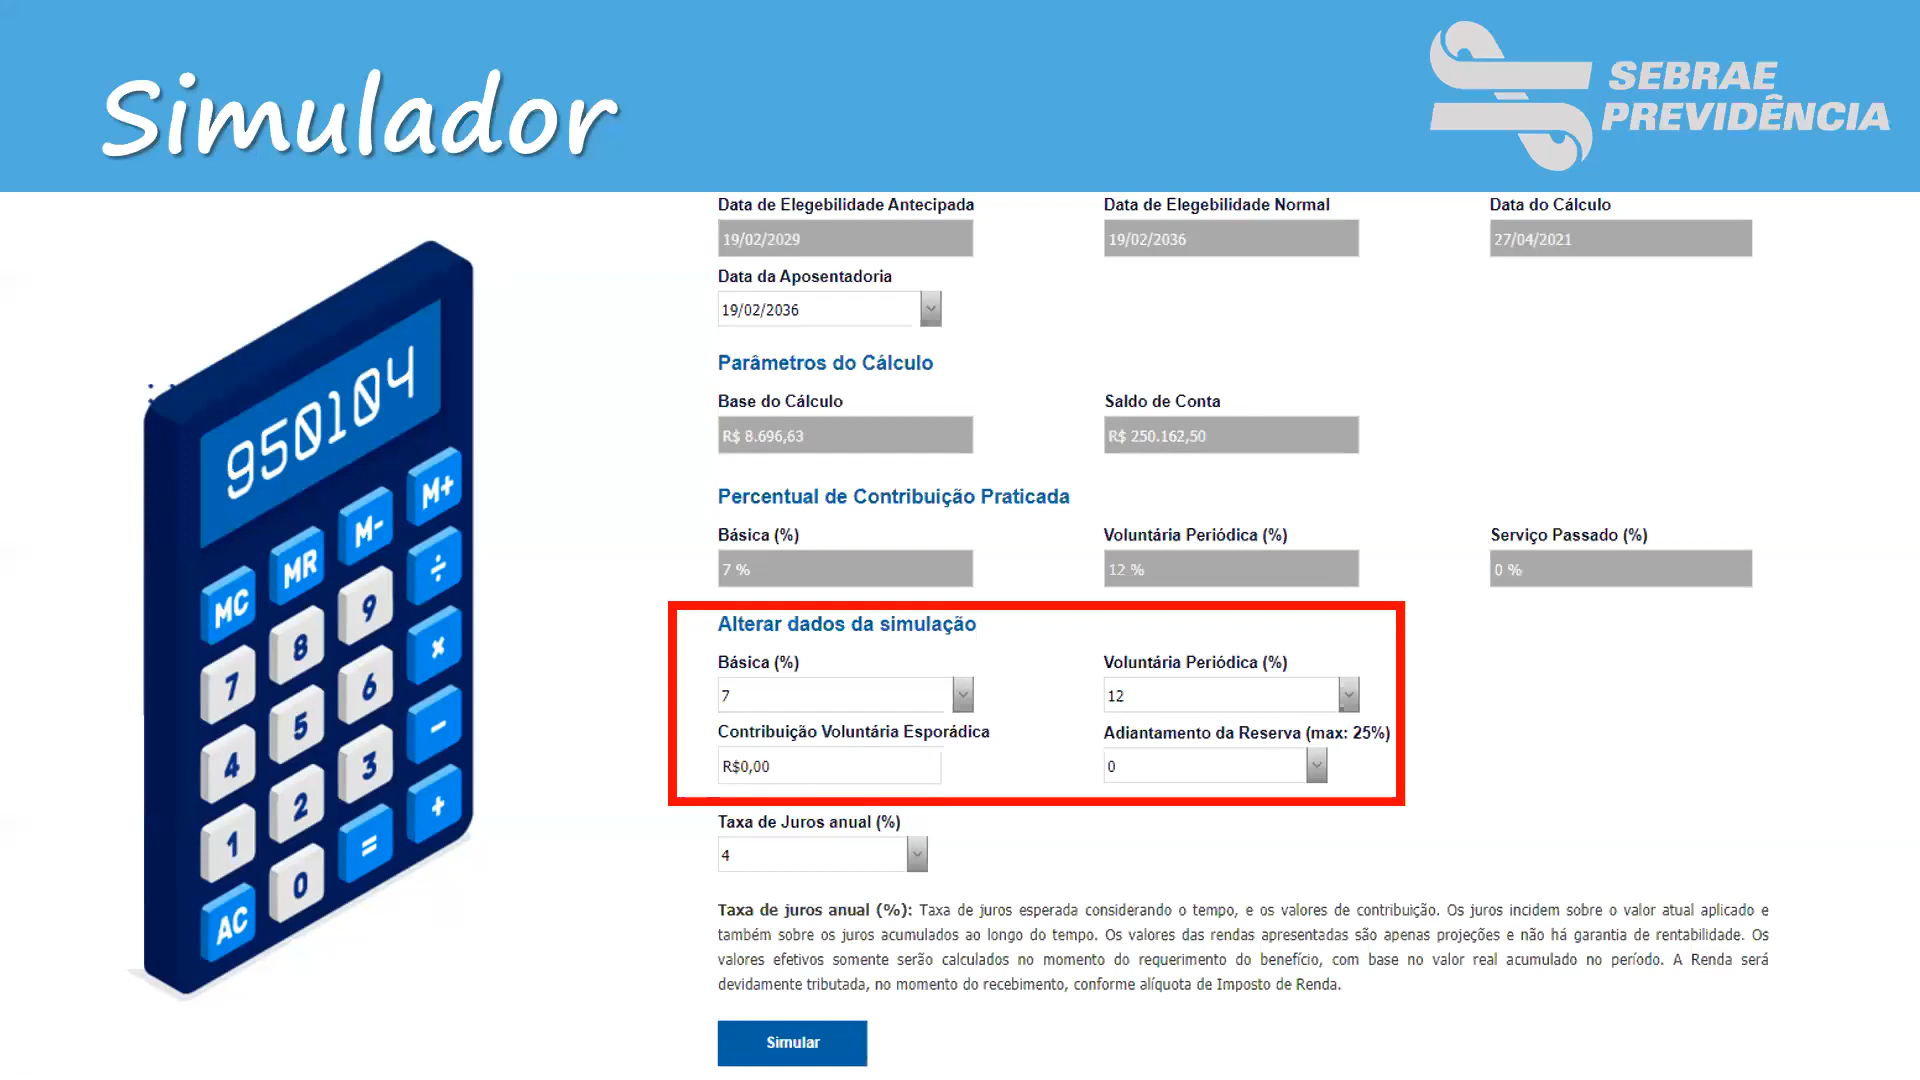 Simulador
SEBRAE
PREVIDÊNCIA
Data de Elegebilidade Antecipada
Data de Elegebilidade Normal
Data do Cálculo
19/02/2029
19/02/2036
27/04/2021
Data da Aposentadoria
19/02/2036
Parâmetros do Cálculo
Base do Cálculo
Saldo de Conta
R$ 8.696,63
R$ 250.162,50
Percentual de Contribuição Praticada
Básica (%)
Voluntária Periódica (%)
Serviço Passado (%)
7 %
12 %
0 %
Alterar dados da simulação
Básica (%)
Voluntária Periódica (%)
7
12
Contribuição Voluntária Esporádica
Adiantamento da Reserva (max: 25%)
R$0,00
0
Taxa de Juros anual (%)
4
Taxa de juros anual (%): Taxa de juros esperada considerando o tempo, e os valores de contribuição. Os juros incidem sobre o valor atual aplicado e
também sobre os juros acumulados ao longo do tempo. Os valores das rendas apresentadas são apenas projeções e não há garantia de rentabilidade. Os
valores efetivos somente serão calculados no momento do requerimento do benefício, com base no valor real acumulado no período. A Renda será
devidamente tributada, no momento do recebimento, conforme alíquota de Imposto de Renda.
Simular
950104
MC MR M- M+
7 8 9 ÷
4 5 6 ×
1 2 3 −
AC 0 = +